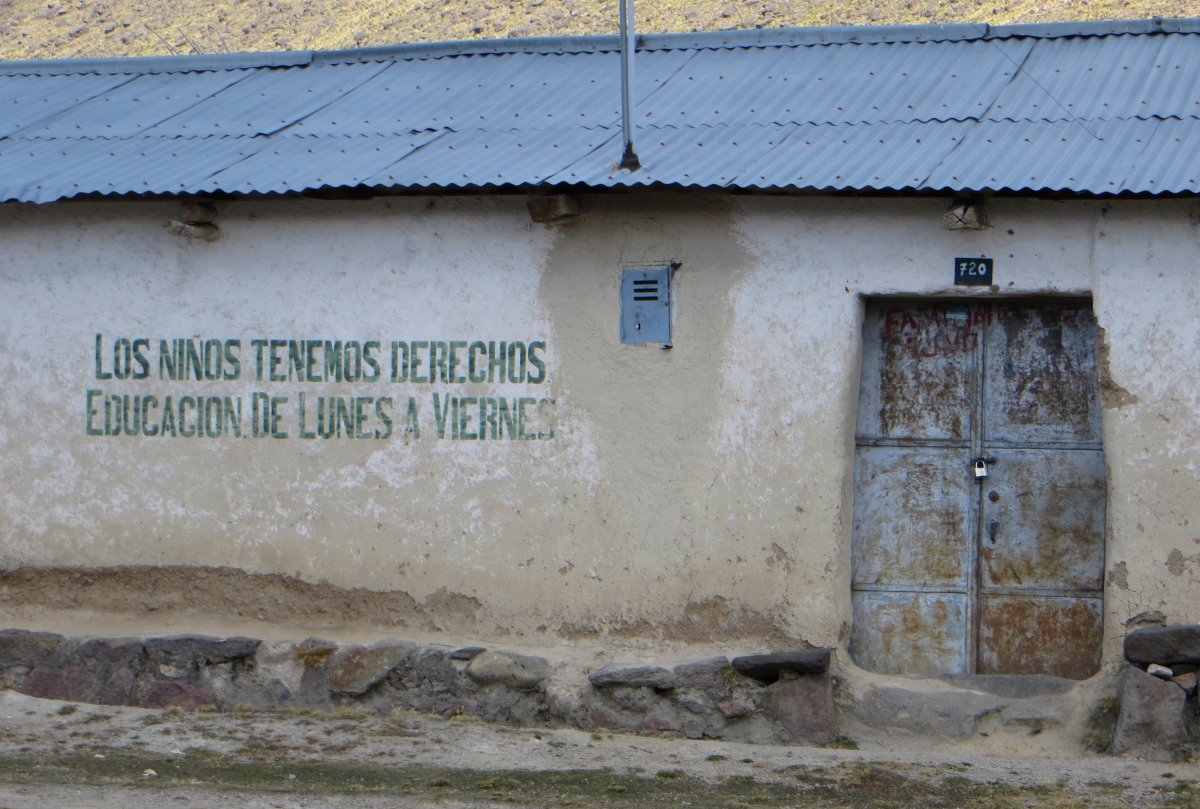 LOS NIÑOS TENEMOS DERECHOS
EDUCACION. DE LUNES A VIERNES
720